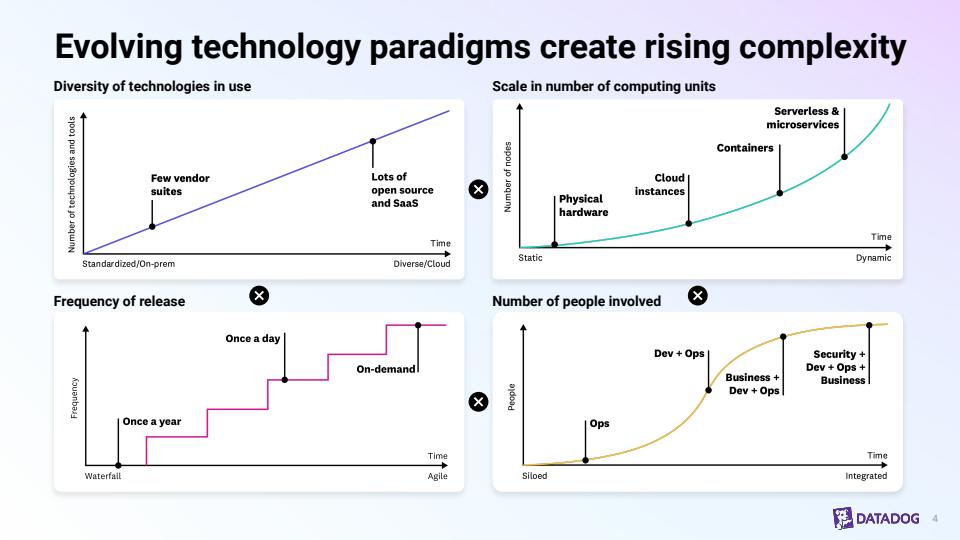 Evolving technology paradigms create rising complexity
Diversity of technologies in use
Number of technologies and tools
Few vendor
suites
Lots of
open source
and SaaS
Time
Standardized/On-prem
Diverse/Cloud
Scale in number of computing units
Number of nodes
Physical
hardware
Cloud
instances
Containers
Serverless &
microservices
Time
Static
Dynamic
Frequency of release
Frequency
Once a year
Once a day
On-demand
Time
Waterfall
Agile
Number of people involved
People
Ops
Dev + Ops
Business +
Dev + Ops
Security +
Dev + Ops +
Business
Time
Siloed
Integrated
DATADOG
4